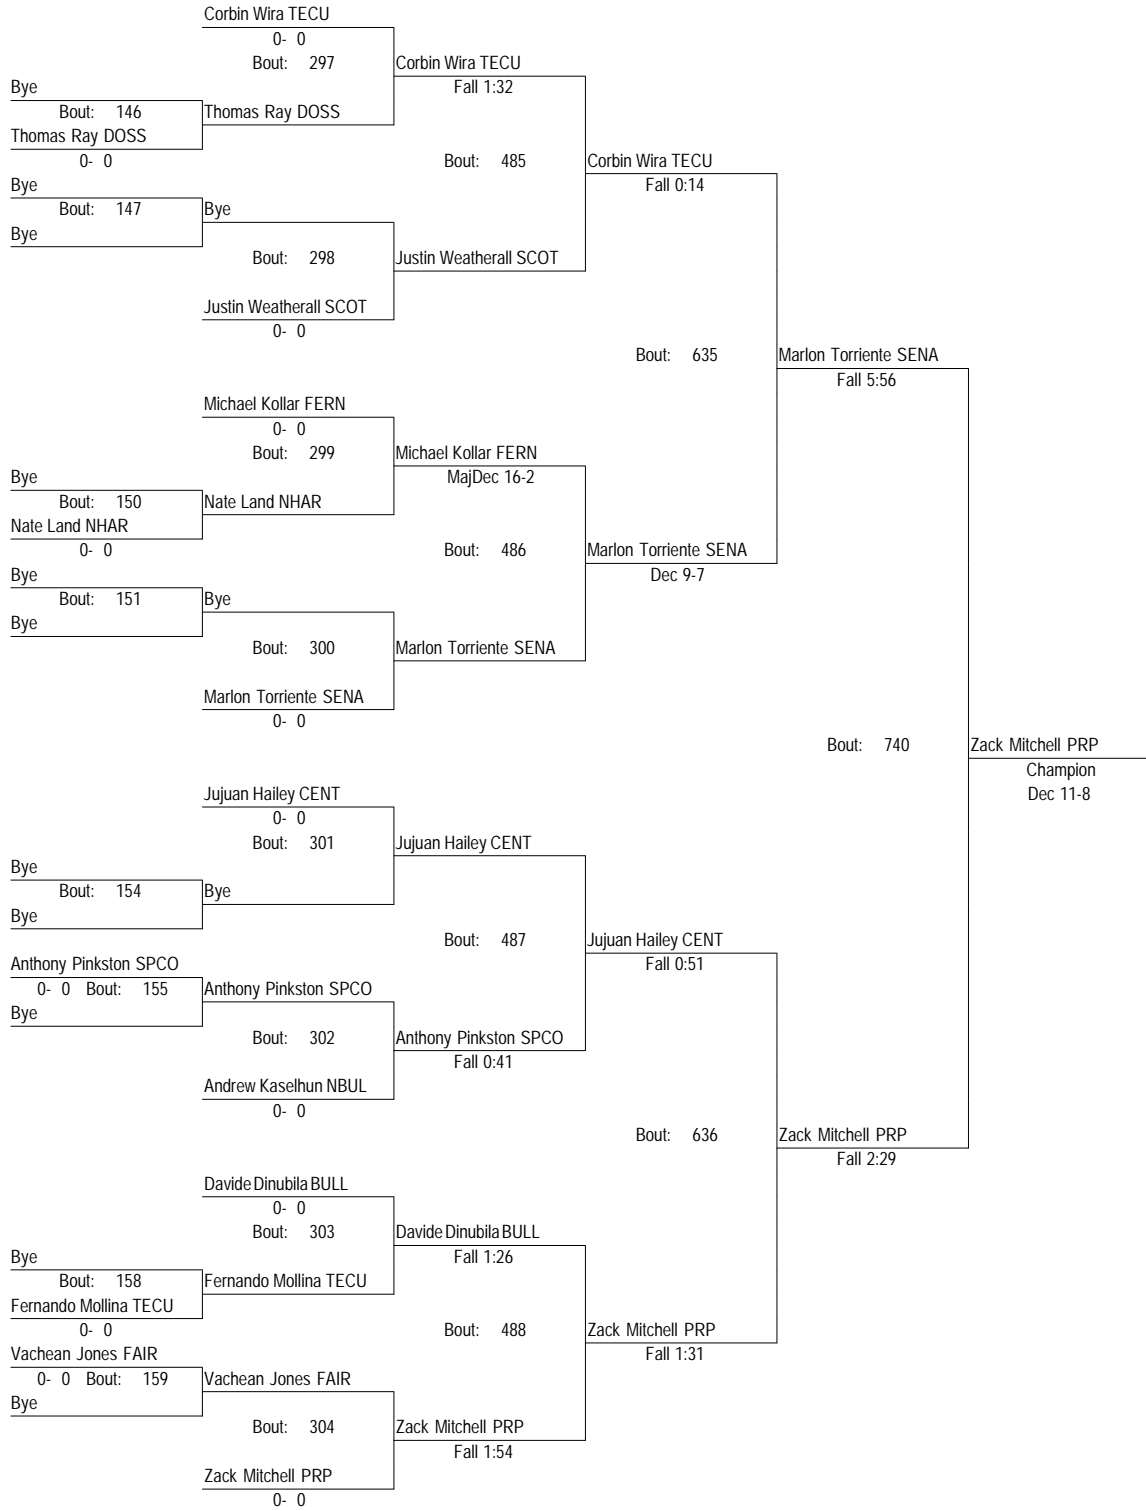 Corbin Wira TECU
0- 0
Bout: 297
Corbin Wira TECU
Fall 1:32
Bye
Bout: 146
Thomas Ray DOSS
Thomas Ray DOSS
0- 0
Bout: 485
Corbin Wira TECU
Fall 0:14
Bye
Bout: 147
Bye
Bye
Bout: 298
Justin Weatherall SCOT
Justin Weatherall SCOT
0- 0
Bout: 635
Marlon Torriente SENA
Fall 5:56
Michael Kollar FERN
0- 0
Bout: 299
Michael Kollar FERN
MajDec 16-2
Bye
Bout: 150
Nate Land NHAR
Nate Land NHAR
0- 0
Bout: 486
Marlon Torriente SENA
Dec 9-7
Bye
Bout: 151
Bye
Bye
Bout: 300
Marlon Torriente SENA
Marlon Torriente SENA
0- 0
Bout: 740
Zack Mitchell PRP
Champion
Dec 11-8
Jujuan Hailey CENT
0- 0
Bout: 301
Jujuan Hailey CENT
Bye
Bout: 154
Bye
Bye
Bout: 487
Jujuan Hailey CENT
Fall 0:51
Anthony Pinkston SPCO
0- 0 Bout: 155
Anthony Pinkston SPCO
Bye
Bout: 302
Anthony Pinkston SPCO
Fall 0:41
Andrew Kaselhun NBUL
0- 0
Bout: 636
Zack Mitchell PRP
Fall 2:29
Davide Dinubila BULL
0- 0
Bout: 303
Davide Dinubila BULL
Fall 1:26
Bye
Bout: 158
Fernando Mollina TECU
Fernando Mollina TECU
0- 0
Bout: 488
Zack Mitchell PRP
Fall 1:31
Vachean Jones FAIR
0- 0 Bout: 159
Vachean Jones FAIR
Bye
Bout: 304
Zack Mitchell PRP
Fall 1:54
Zack Mitchell PRP
0- 0